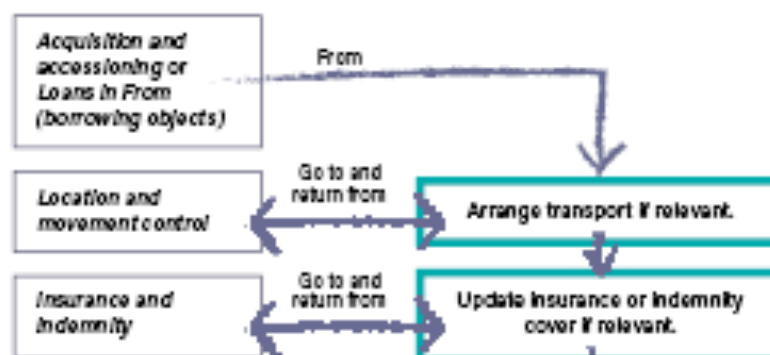 Acquisition and
accessioning or
Loans in From
(borrowing objects)
From
Location and
movement control
Go to and
return from
Arrange transport if relevant.
Insurance and
Indemnity
Go to and
return from
Update insurance or indemnity
cover if relevant.